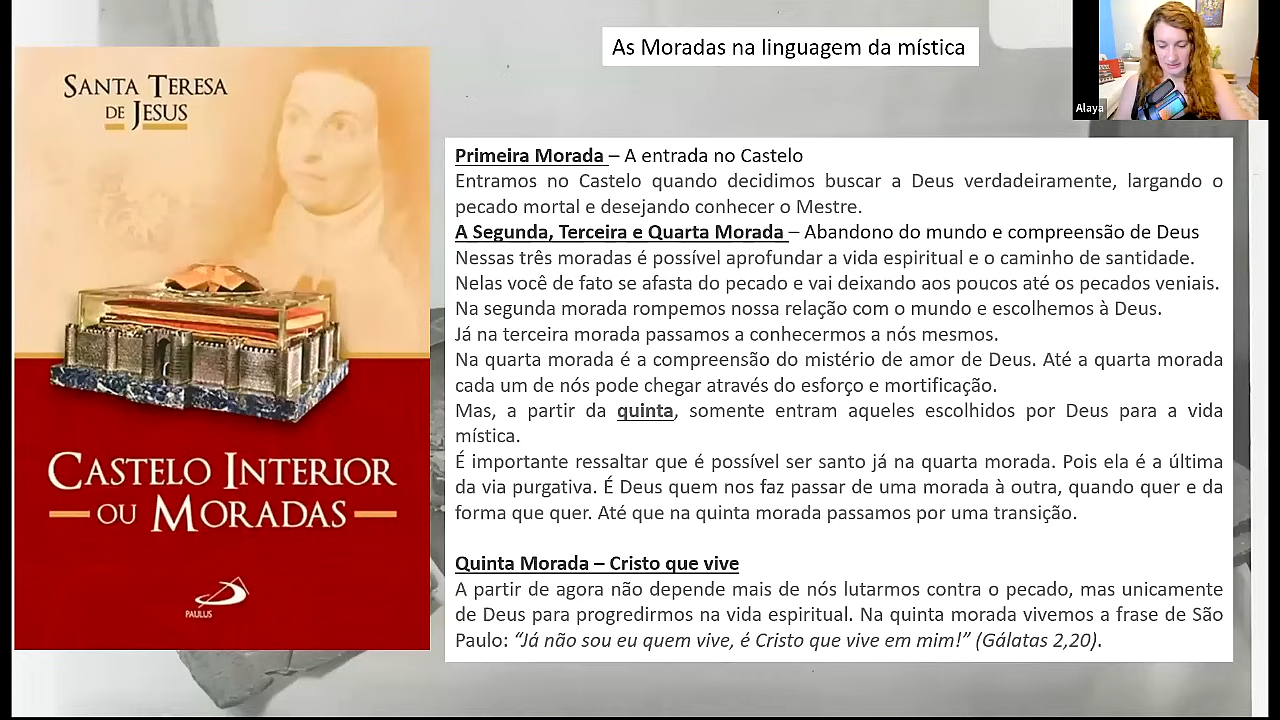 As Moradas na linguagem da mística
Alaya
SANTA TERESA
DE JESUS
CASTELO INTERIOR
OU MORADAS
PAULUS
Primeira Morada – A entrada no Castelo
Entramos no Castelo quando decidimos buscar a Deus verdadeiramente, largando o
pecado mortal e desejando conhecer o Mestre.
A Segunda, Terceira e Quarta Morada – Abandono do mundo e compreensão de Deus
Nessas três moradas é possível aprofundar a vida espiritual e o caminho de santidade.
Nelas você de fato se afasta do pecado e vai deixando aos poucos até os pecados veniais.
Na segunda morada rompemos nossa relação com o mundo e escolhemos à Deus.
Já na terceira morada passamos a conhecermos a nós mesmos.
Na quarta morada é a compreensão do mistério de amor de Deus. Até a quarta morada
cada um de nós pode chegar através do esforço e mortificação.
Mas, a partir da quinta, somente entram aqueles escolhidos por Deus para a vida
mística.
É importante ressaltar que é possível ser santo já na quarta morada. Pois ela é a última
da via purgativa. É Deus quem nos faz passar de uma morada à outra, quando quer e da
forma que quer. Até que na quinta morada passamos por uma transição.
Quinta Morada – Cristo que vive
A partir de agora não depende mais de nós lutarmos contra o pecado, mas unicamente
de Deus para progredirmos na vida espiritual. Na quinta morada vivemos a frase de São
Paulo: “Já não sou eu quem vive, é Cristo que vive em mim!” (Gálatas 2,20).